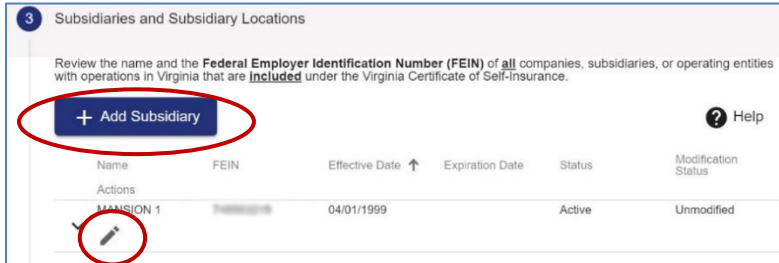 3 Subsidiaries and Subsidiary Locations
Review the name and the Federal Employer Identification Number (FEIN) of all companies, subsidiaries, or operating entities
with operations in Virginia that are included under the Virginia Certificate of Self-Insurance.
+ Add Subsidiary
? Help
Name FEIN Effective Date ↑ Expiration Date Status Modification Status
Actions
MANSION 1 04/01/1999 Active Unmodified